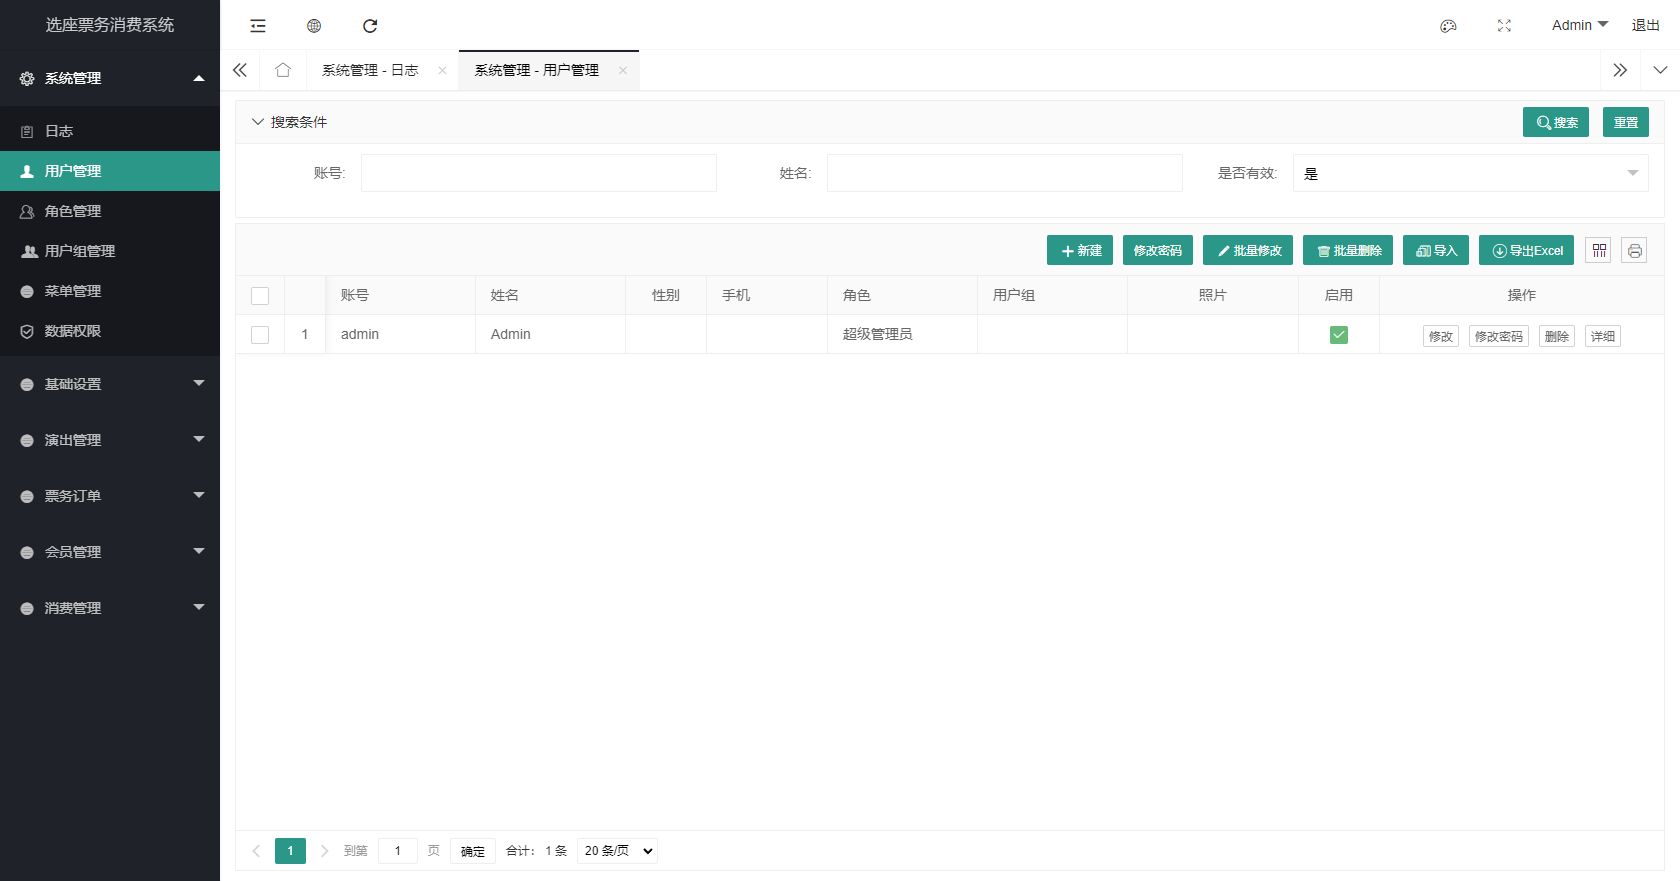 选座票务消费系统
Admin
退出
系统管理
系统管理 - 日志
系统管理 - 用户管理
日志
用户管理
角色管理
用户组管理
菜单管理
数据权限
基础设置
演出管理
票务订单
会员管理
消费管理
搜索条件
搜索
重置
账号:
姓名:
是否有效:
是
新建
修改密码
批量修改
批量删除
导入
导出Excel
账号
姓名
性别
手机
角色
用户组
照片
启用
操作
1
admin
Admin
超级管理员
修改
修改密码
删除
详细
1
到第
1
页
确定
合计: 1 条
20 条/页